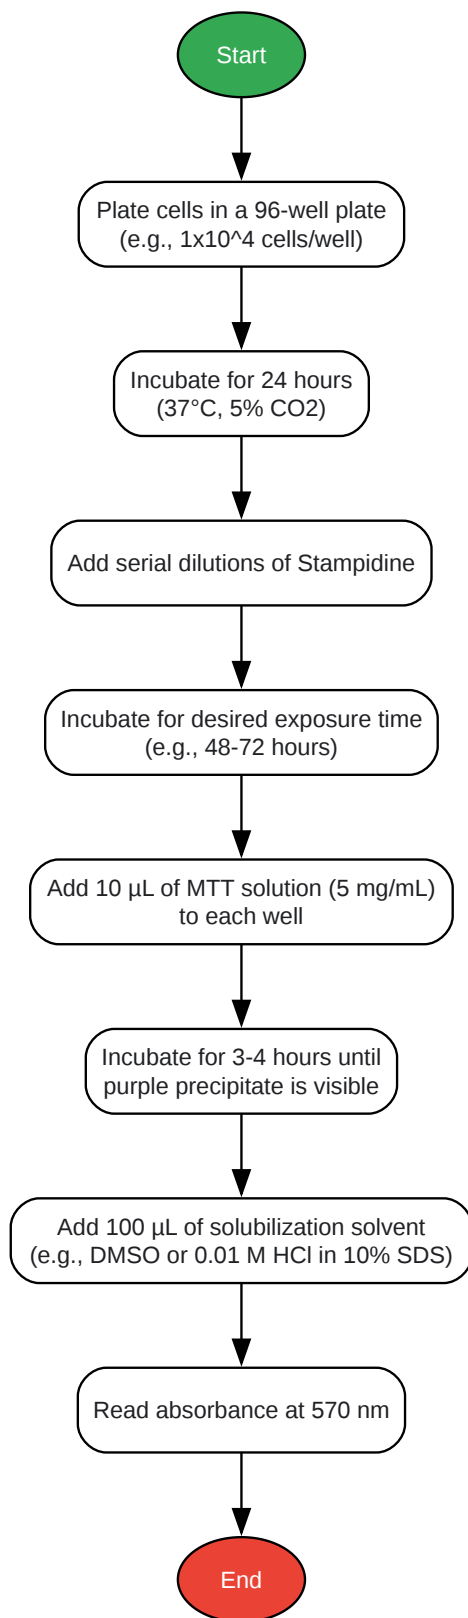 Start
Plate cells in a 96-well plate
(e.g., 1x10^4 cells/well)
Incubate for 24 hours
(37°C, 5% CO2)
Add serial dilutions of Stampidine
Incubate for desired exposure time
(e.g., 48-72 hours)
Add 10 µL of MTT solution (5 mg/mL)
to each well
Incubate for 3-4 hours until
purple precipitate is visible
Add 100 µL of solubilization solvent
(e.g., DMSO or 0.01 M HCl in 10% SDS)
Read absorbance at 570 nm
End